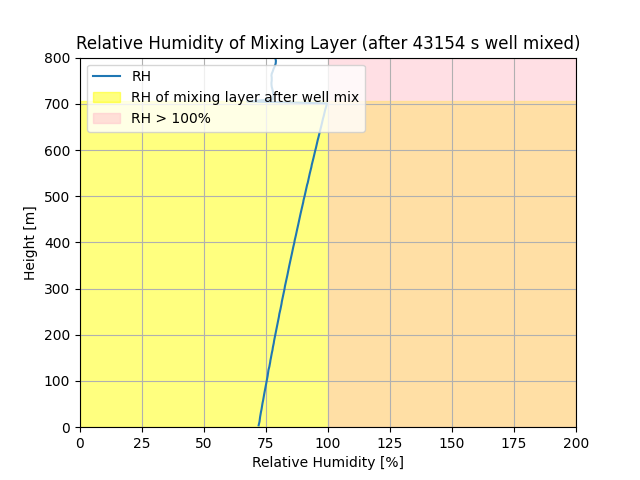 Relative Humidity of Mixing Layer (after 43154 s well mixed)
RH
RH of mixing layer after well mix
RH > 100%
800
700
600
500
400
300
200
100
0
Height [m]
0 25 50 75 100 125 150 175 200
Relative Humidity [%]